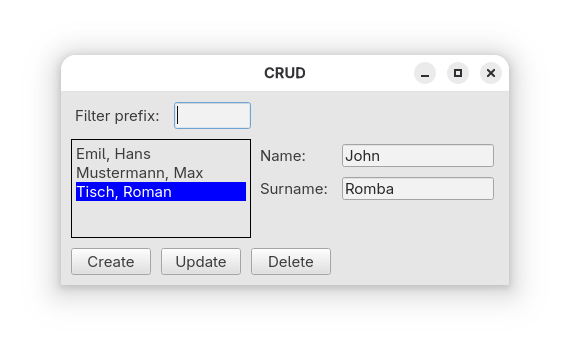 CRUD
Filter prefix:
Emil, Hans
Mustermann, Max
Tisch, Roman
Name: John
Surname: Romba
Create Update Delete